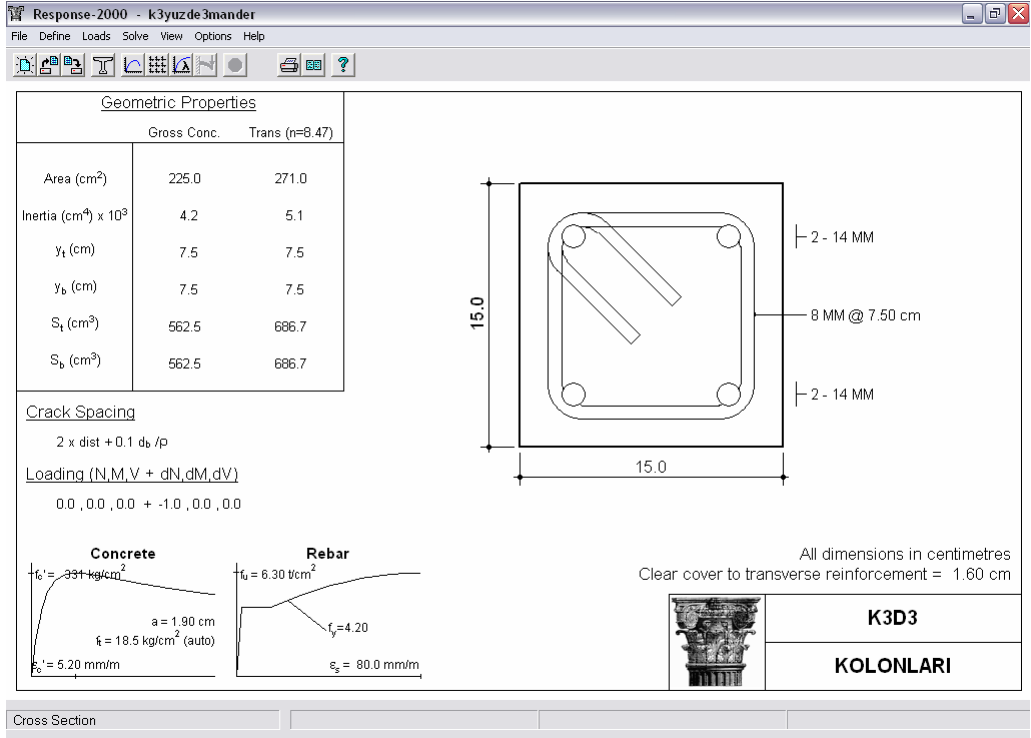 Response-2000 - k3yuzde3mander
File Define Loads Solve View Options Help
Geometric Properties
Gross Conc. Trans (n=8.47)
Area (cm²) 225.0 271.0
Inertia (cm⁴) x 10³ 4.2 5.1
yt (cm) 7.5 7.5
yb (cm) 7.5 7.5
St (cm³) 562.5 686.7
Sb (cm³) 562.5 686.7
Crack Spacing
2 x dist + 0.1 db /ρ
Loading (N,M,V + dN,dM,dV)
0.0 , 0.0 , 0.0 + -1.0 , 0.0 , 0.0
15.0
15.0
2 - 14 MM
8 MM @ 7.50 cm
2 - 14 MM
Concrete
fc' = 331 kg/cm²
a = 1.90 cm
ft = 18.5 kg/cm² (auto)
εc' = 5.20 mm/m
Rebar
fu = 6.30 t/cm²
fy=4.20
εs = 80.0 mm/m
All dimensions in centimetres
Clear cover to transverse reinforcement = 1.60 cm
K3D3
KOLONLARI
Cross Section